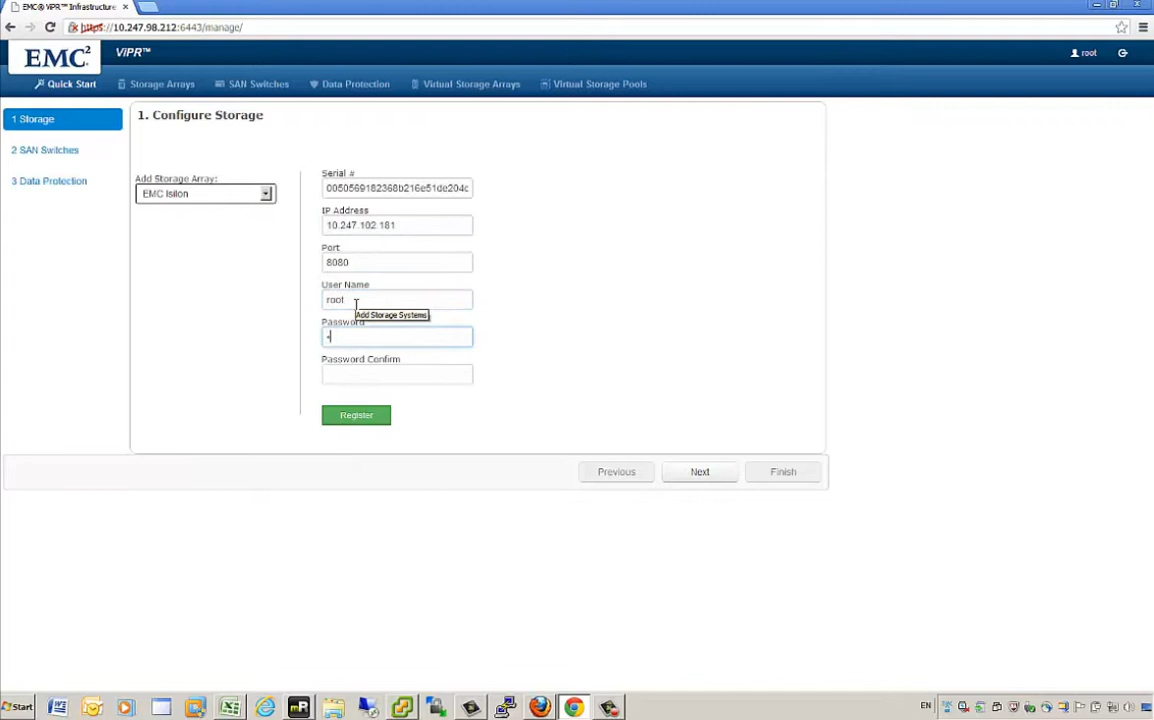 EMC® ViPR™ Infrastructure
https://10.247.98.212:6443/manage/
EMC² ViPR™ root
Quick Start Storage Arrays SAN Switches Data Protection Virtual Storage Arrays Virtual Storage Pools
1 Storage
2 SAN Switches
3 Data Protection
1. Configure Storage
Add Storage Array:
EMC Isilon
Serial #
0050569182368b216e51de204c
IP Address
10.247.102.181
Port
8080
User Name
root
Add Storage Systems
Password
Password Confirm
Register
Previous Next Finish
Start EN